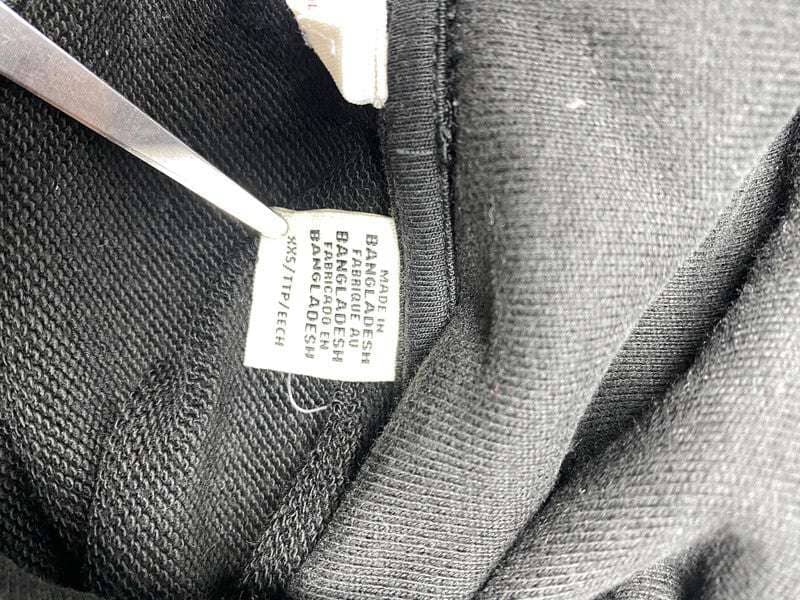 MADE IN
BANGLADESH
FABRIQUE AU
BANGLADESH
FABRICADO EN
BANGLADESH
XXS/TTP/EECH